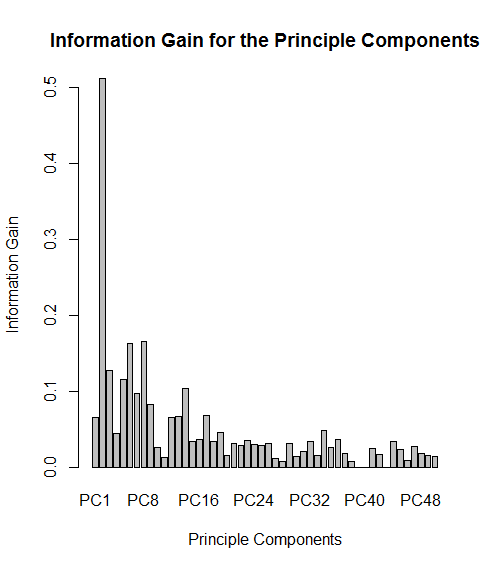 Information Gain for the Principle Components
Information Gain
0.5
0.4
0.3
0.2
0.1
0.0
PC1 PC8 PC16 PC24 PC32 PC40 PC48
Principle Components